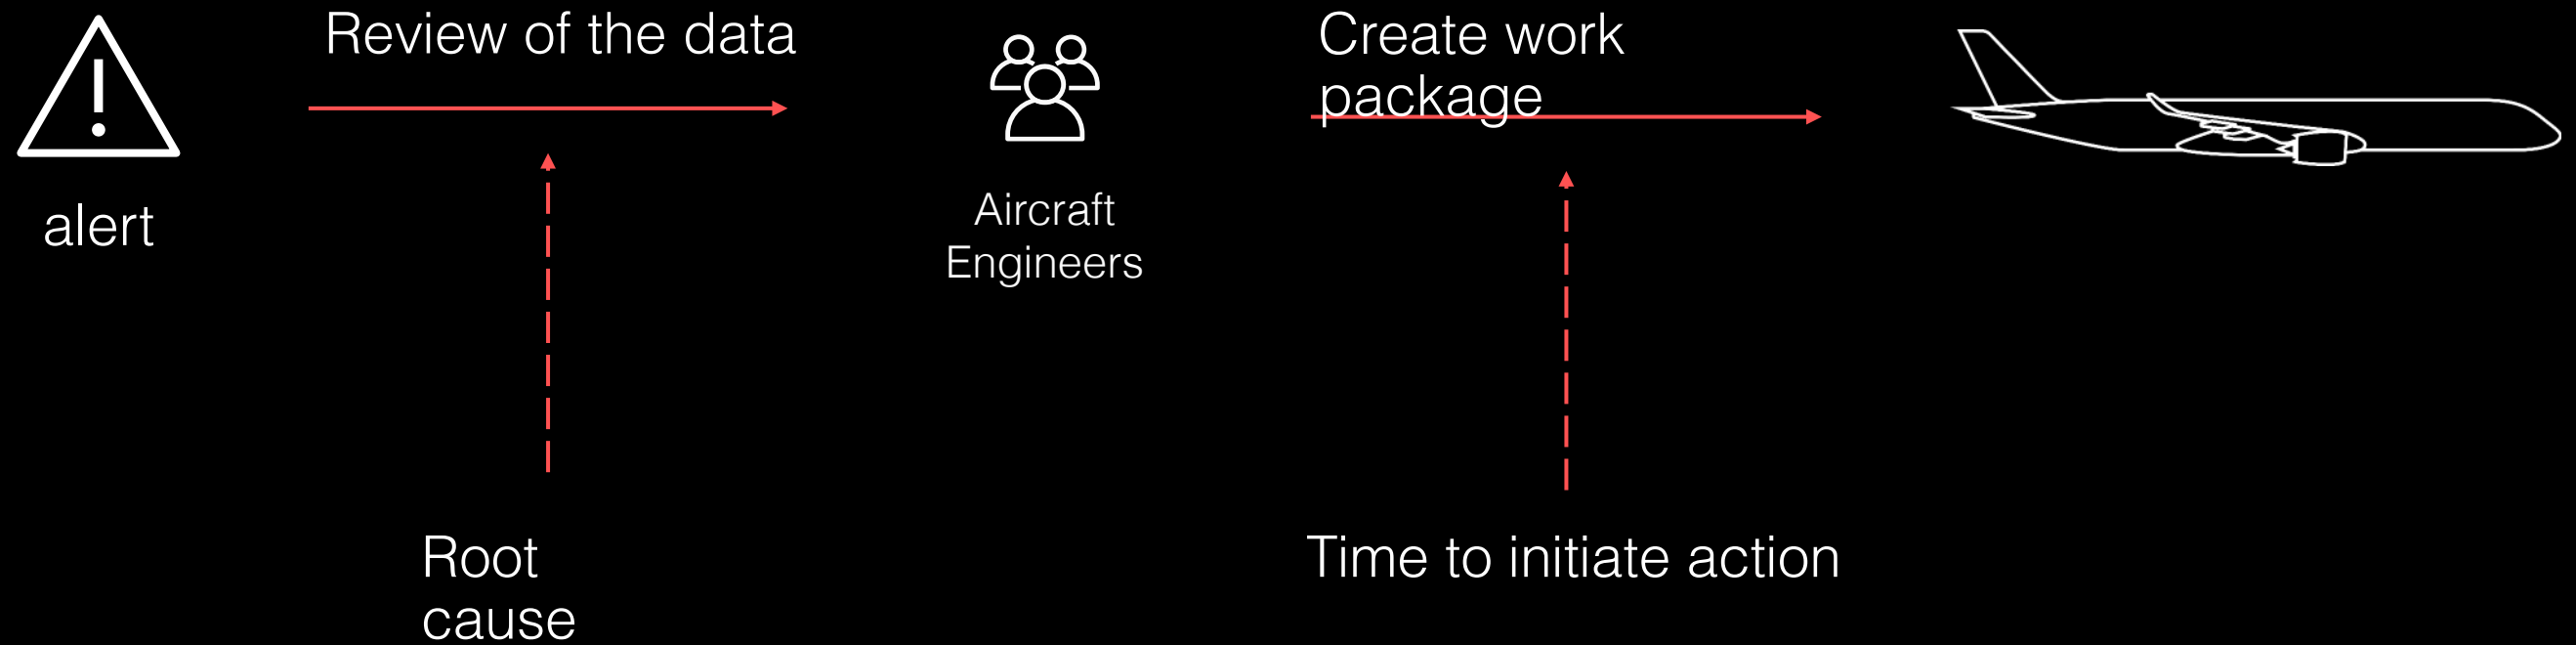 Review of the data
Create work
package
alert
Aircraft
Engineers
Root
cause
Time to initiate action